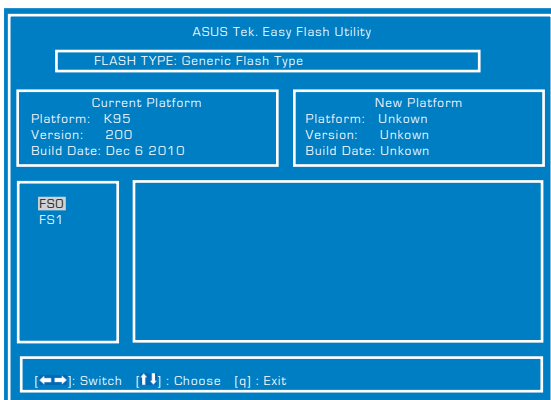 ASUS Tek. Easy Flash Utility
FLASH TYPE: Generic Flash Type
Current Platform
Platform: K95
Version: 200
Build Date: Dec 6 2010
New Platform
Platform: Unkown
Version: Unkown
Build Date: Unkown
FS0
FS1
[⬅➡]: Switch [⬆⬇] : Choose [q] : Exit